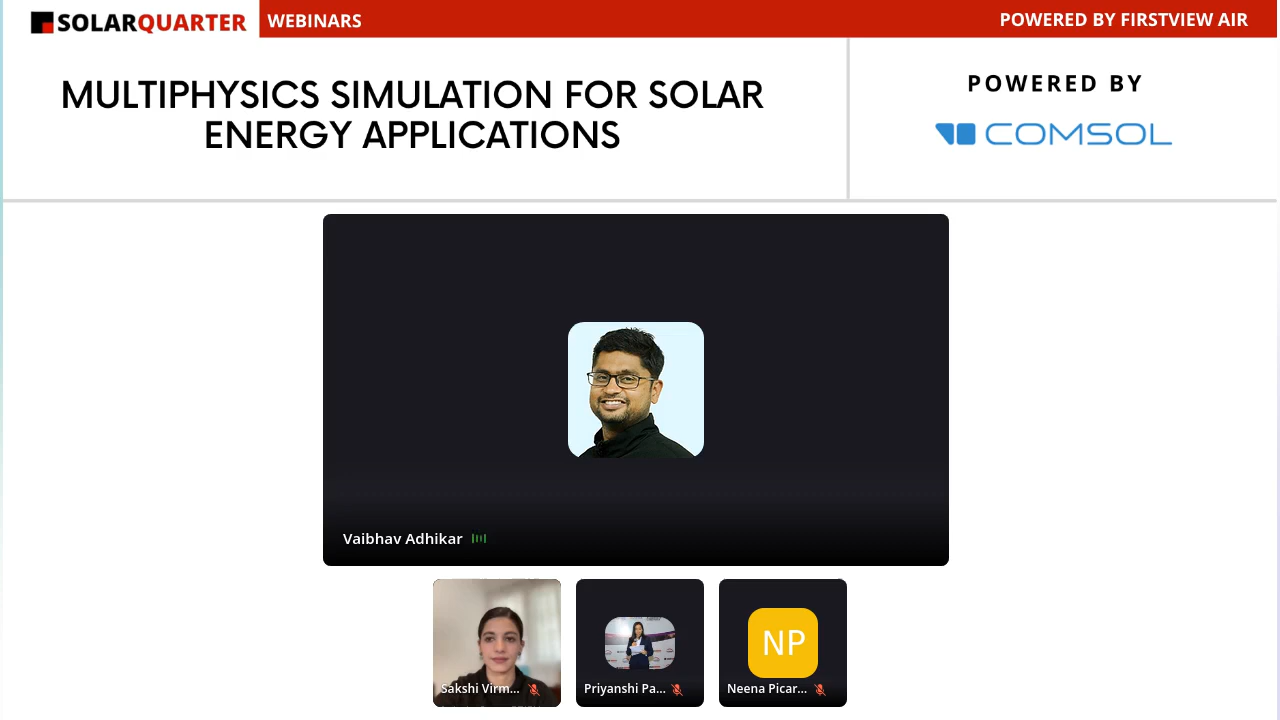 SOLARQUARTER WEBINARS
POWERED BY FIRSTVIEW AIR
MULTIPHYSICS SIMULATION FOR SOLAR
ENERGY APPLICATIONS
POWERED BY
COMSOL
Vaibhav Adhikar
Sakshi Virm...
Priyanshi Pa...
NP
Neena Picar...